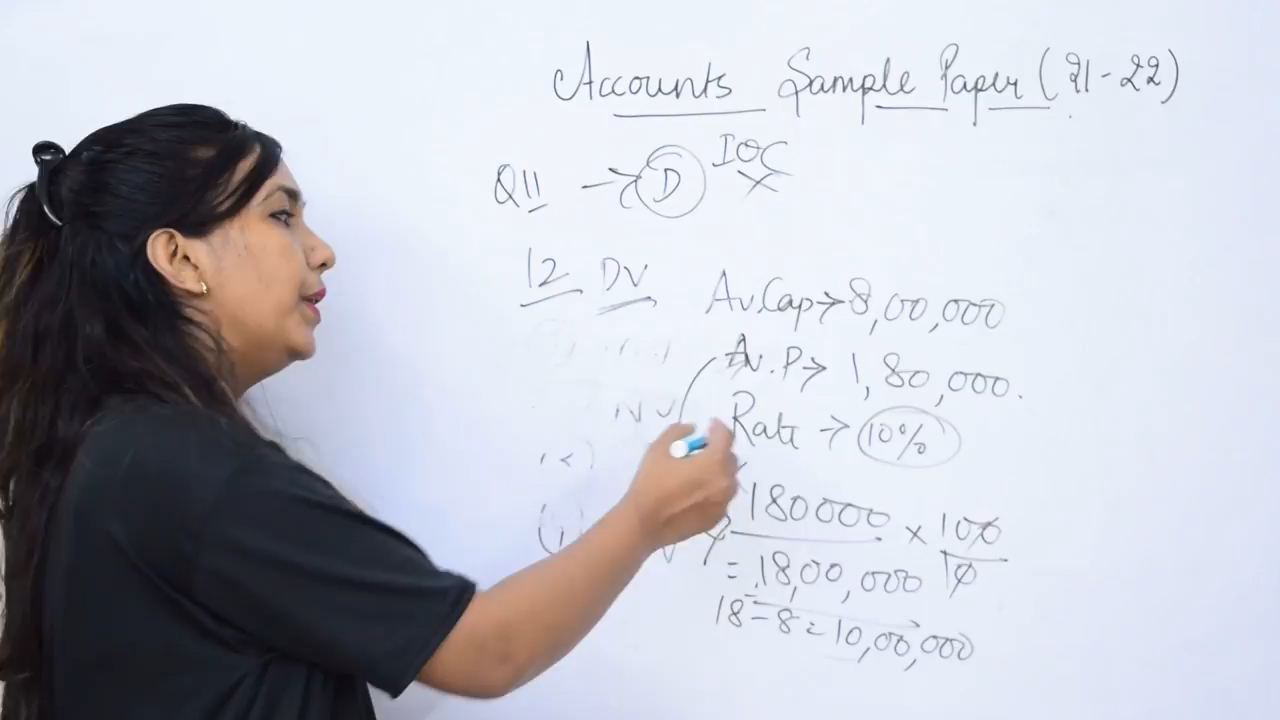 Accounts Sample Paper (21-22)
Q11 → D IOC ×
12 DV
Av.Cap → 8,00,000
Av.P → 1,80,000.
Rate → 10%
180000 × 100/10
= 18,00,000
18-8=10,00,000